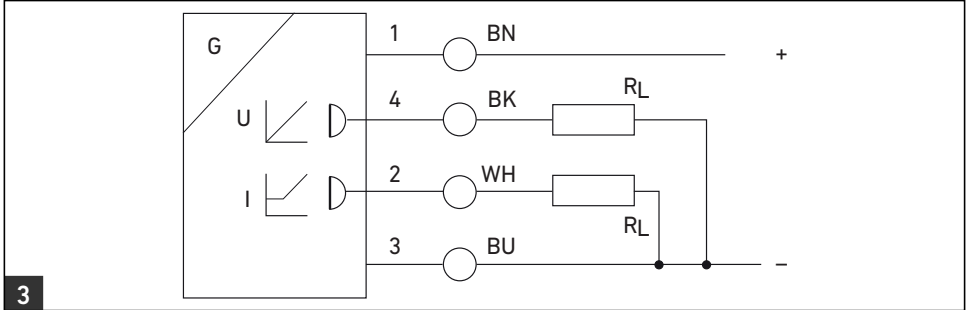 G
1 BN +
U 4 BK RL
I 2 WH RL
3 BU –
3